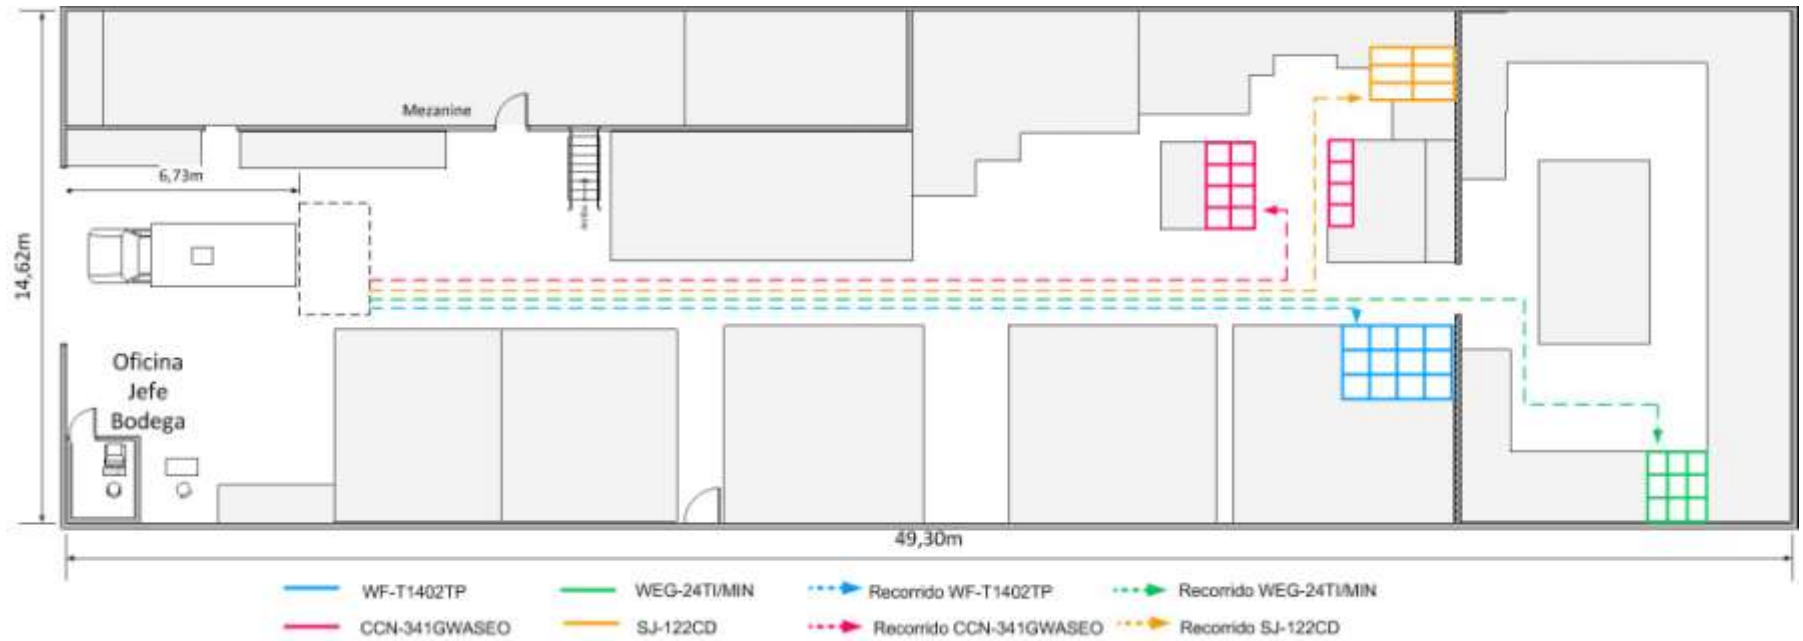 Mezanine
6,73m
14,62m
Oficina
Jefe
Bodega
49,30m
WF-T1402TP
WEG-24TI/MIN
Recorrido WF-T1402TP
Recorrido WEG-24TI/MIN
CCN-341GWASEO
SJ-122CD
Recorrido CCN-341GWASEO
Recorrido SJ-122CD